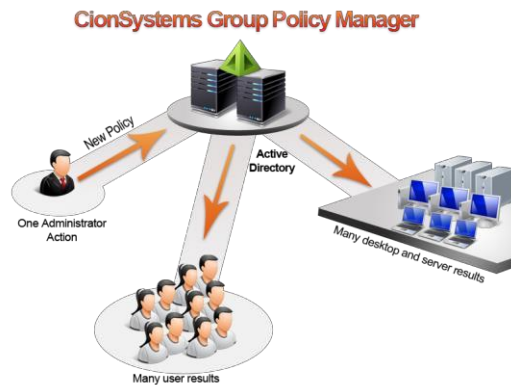 CionSystems Group Policy Manager
New Policy
Active
Directory
One Administrator
Action
Many desktop and server results
Many user results